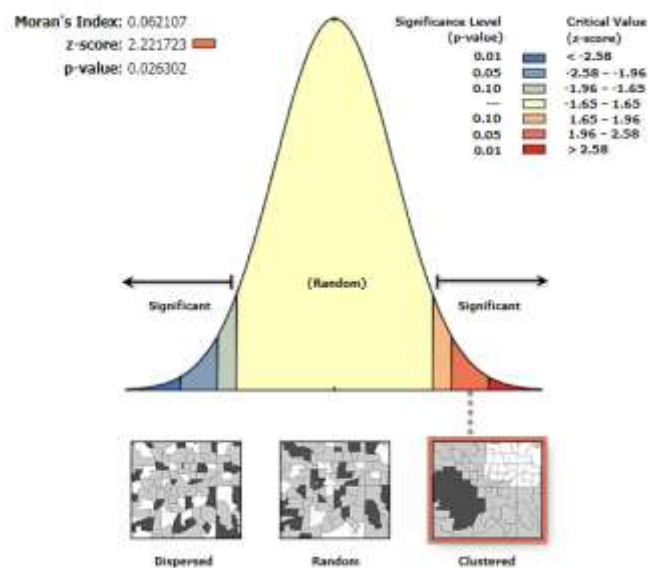 Moran's Index: 0.062107
z-score: 2.221723
p-value: 0.026302
Significance Level
(p-value)
Critical Value
(z-score)
0.01 < -2.58
0.05 -2.58 – -1.96
0.10 -1.96 – -1.65
--- -1.65 – 1.65
0.10 1.65 – 1.96
0.05 1.96 – 2.58
0.01 > 2.58
Significant
(Random)
Significant
Dispersed
Random
Clustered